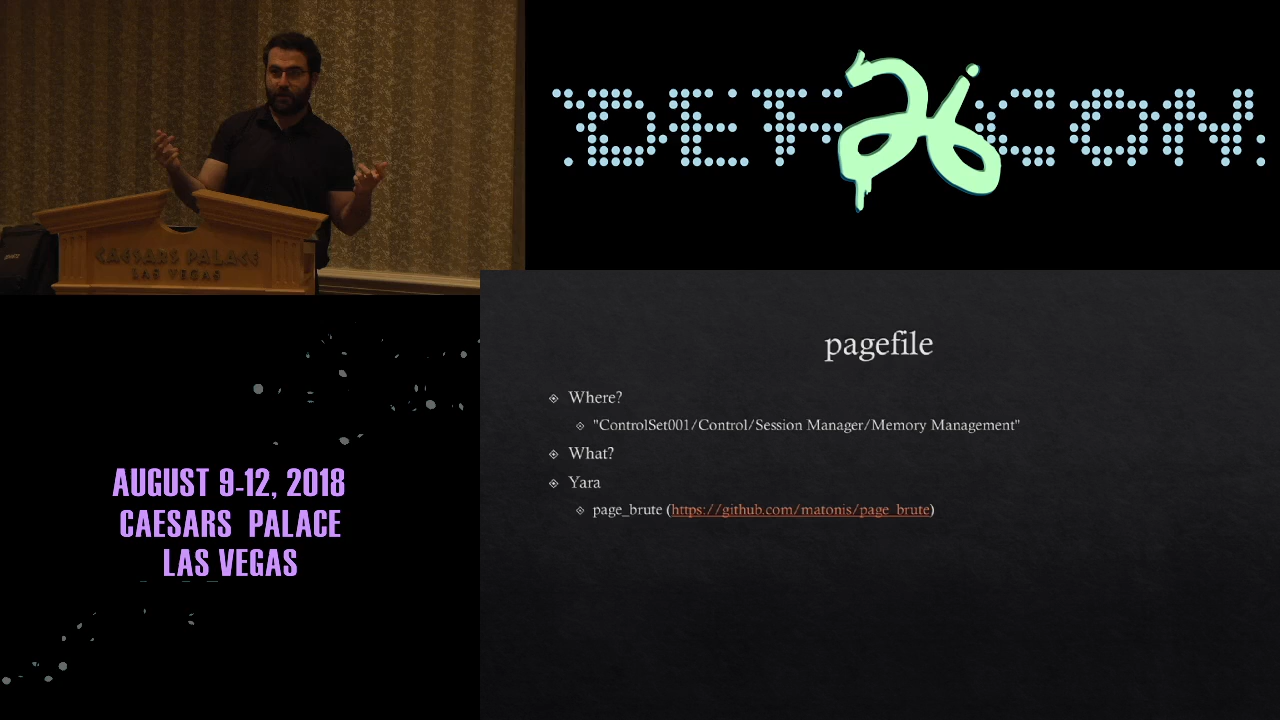 CAESARS PALACE
LAS VEGAS
DEF 26 CON.
AUGUST 9-12, 2018
CAESARS PALACE
LAS VEGAS
pagefile
Where?
"ControlSet001/Control/Session Manager/Memory Management"
What?
Yara
page_brute (https://github.com/matonis/page_brute)